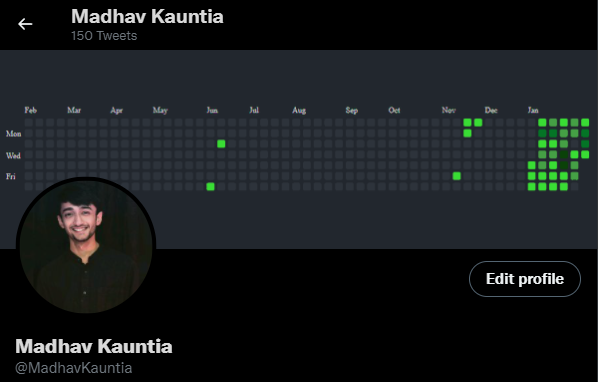 Madhav Kauntia
150 Tweets
Feb Mar Apr May Jun Jul Aug Sep Oct Nov Dec Jan
Mon
Wed
Fri
Edit profile
Madhav Kauntia
@MadhavKauntia